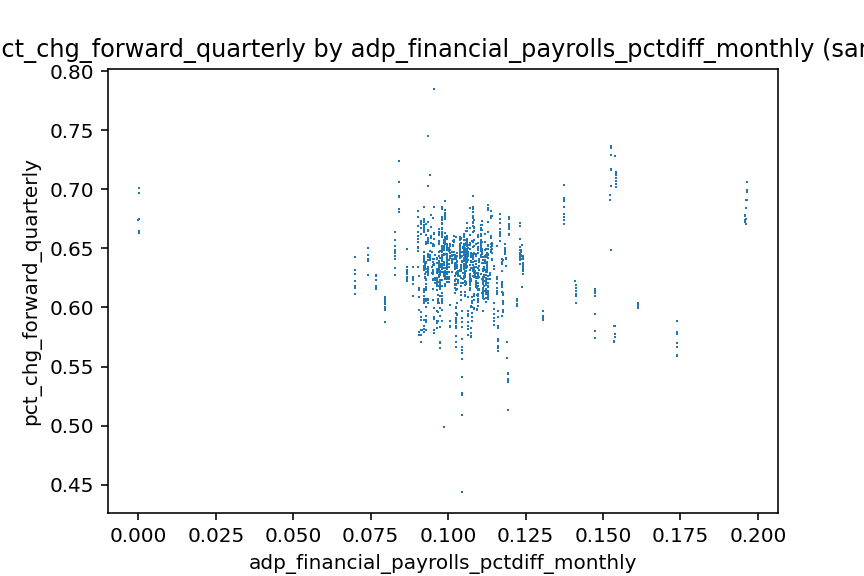 ct_chg_forward_quarterly by adp_financial_payrolls_pctdiff_monthly (sar
0.80
0.75
0.70
0.65
0.60
0.55
0.50
0.45
pct_chg_forward_quarterly
0.000 0.025 0.050 0.075 0.100 0.125 0.150 0.175 0.200
adp_financial_payrolls_pctdiff_monthly